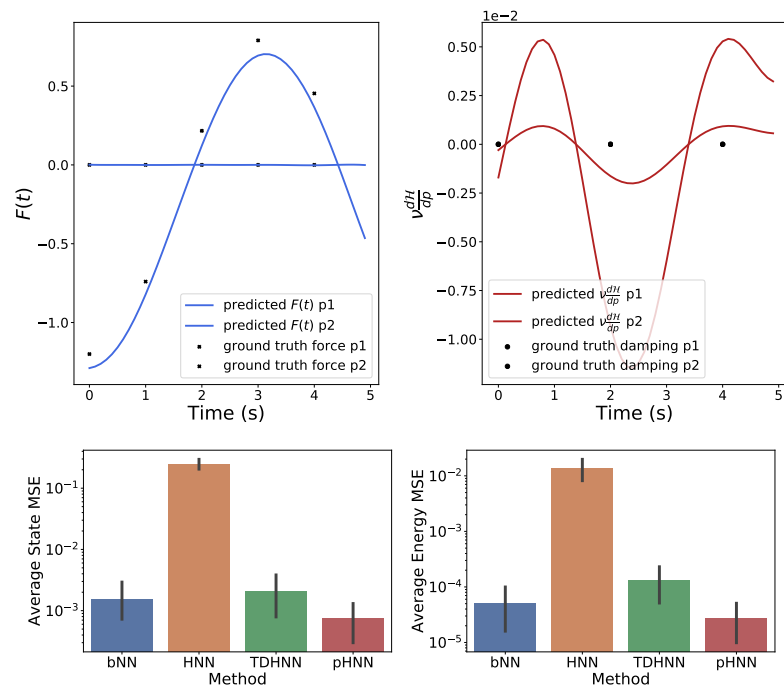 0.5
0.0
−0.5
−1.0
F(t)
0 1 2 3 4 5
Time (s)
predicted F(t) p1
predicted F(t) p2
ground truth force p1
ground truth force p2
1e−2
0.50
0.25
0.00
−0.25
−0.50
−0.75
−1.00
ν dℋ/dp
0 1 2 3 4 5
Time (s)
predicted ν dℋ/dp p1
predicted ν dℋ/dp p2
ground truth damping p1
ground truth damping p2
10⁻¹
10⁻²
10⁻³
Average State MSE
bNN HNN TDHNN pHNN
Method
10⁻²
10⁻³
10⁻⁴
10⁻⁵
Average Energy MSE
bNN HNN TDHNN pHNN
Method